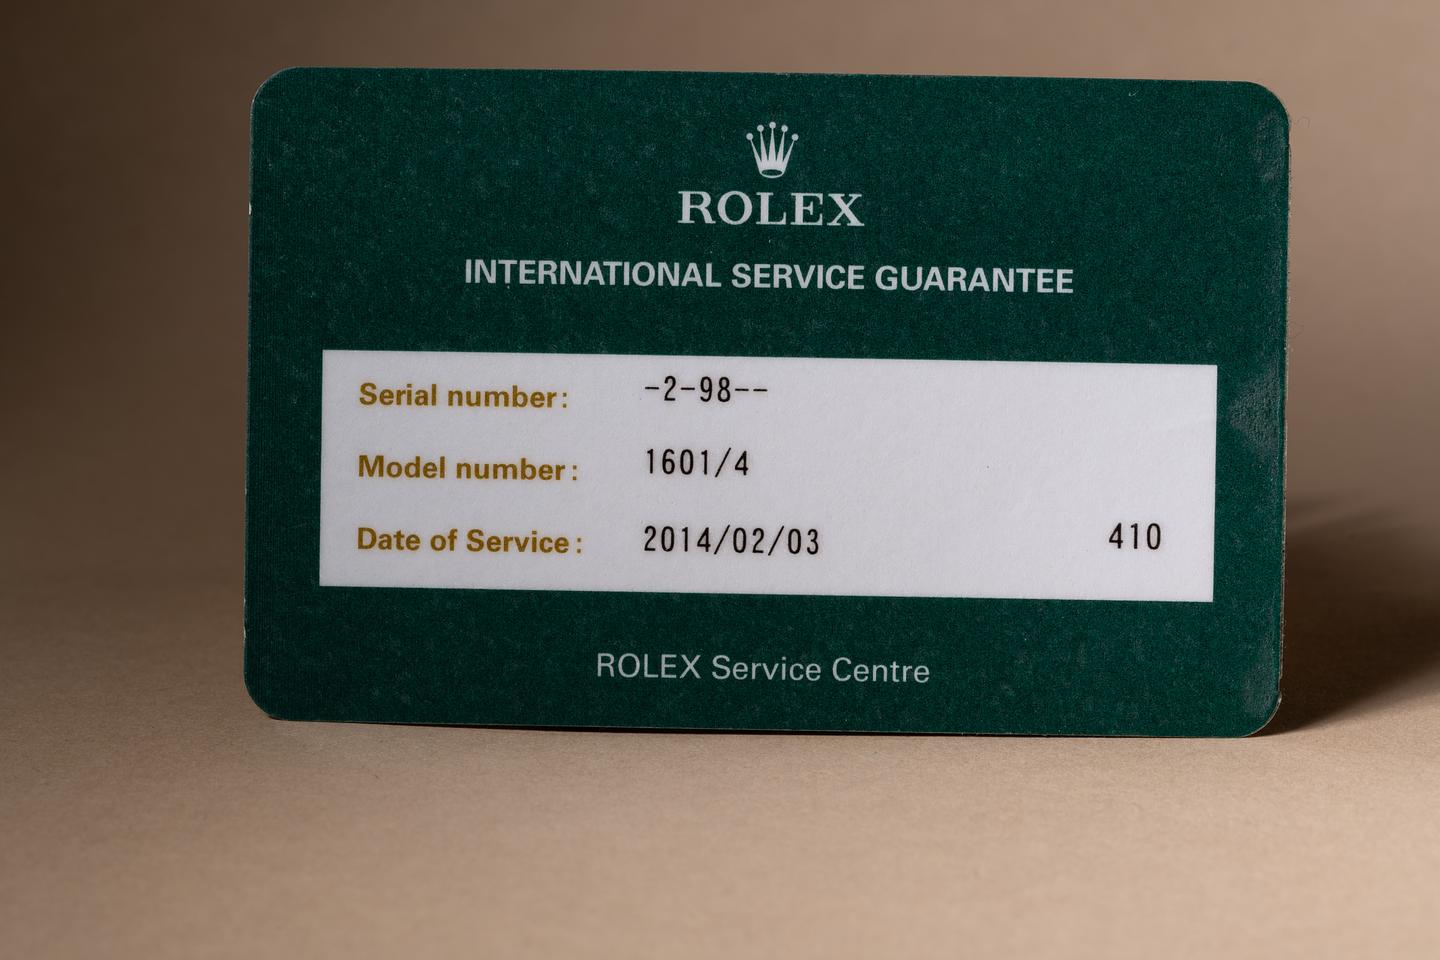 ROLEX
INTERNATIONAL SERVICE GUARANTEE
Serial number: -2-98--
Model number: 1601/4
Date of Service: 2014/02/03 410
ROLEX Service Centre